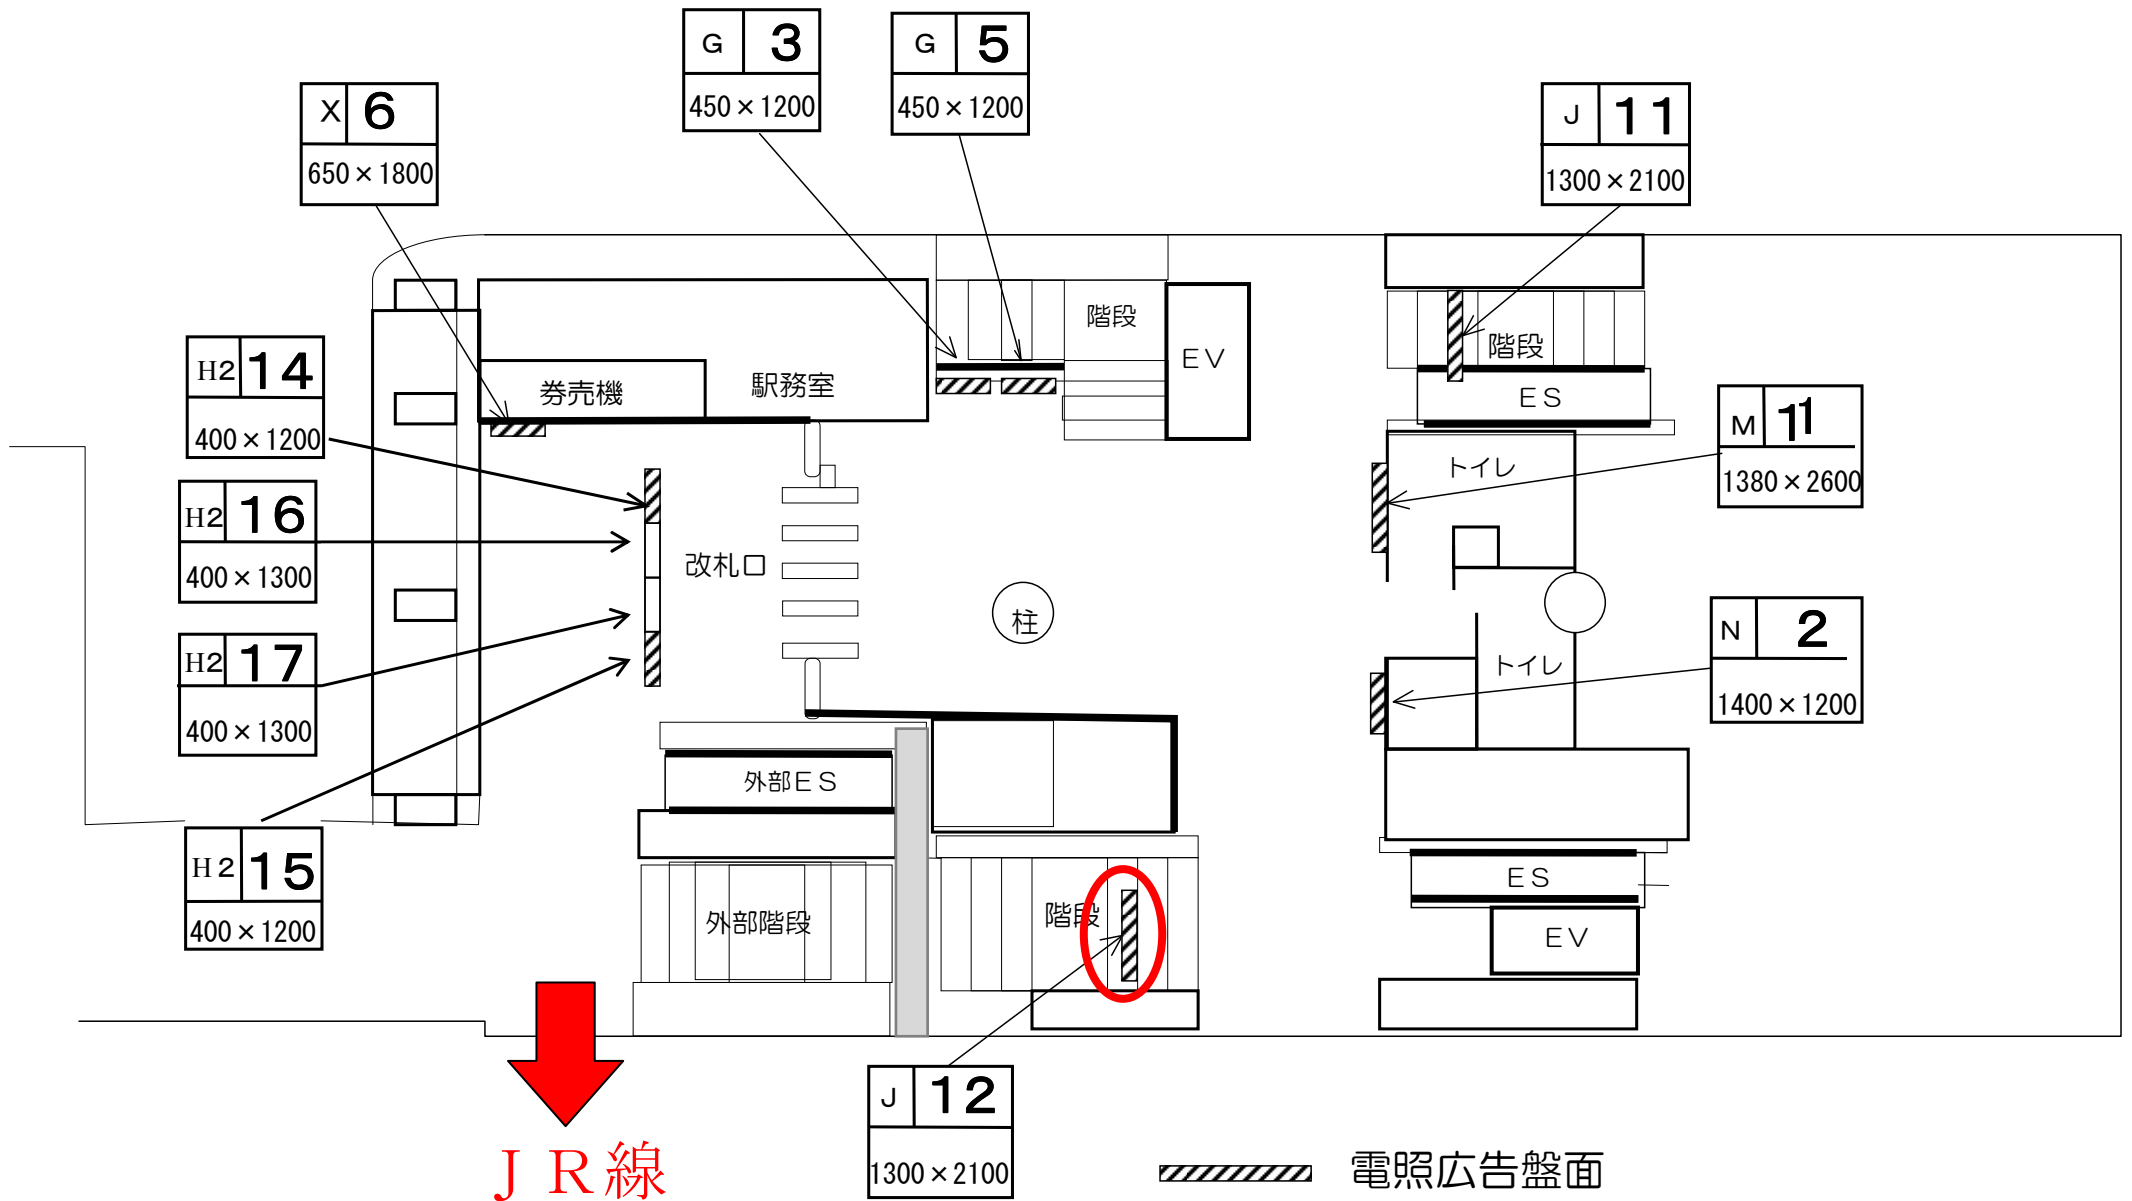 G 3
450×1200
G 5
450×1200
X 6
650×1800
J 11
1300×2100
階段
EV
階段
ES
H2 14
400×1200
券売機
駅務室
M 11
1380×2600
トイレ
H2 16
400×1300
改札口
柱
N 2
1400×1200
トイレ
H2 17
400×1300
外部ES
H2 15
400×1200
外部階段
階段
ES
EV
J 12
1300×2100
JR線
電照広告盤面